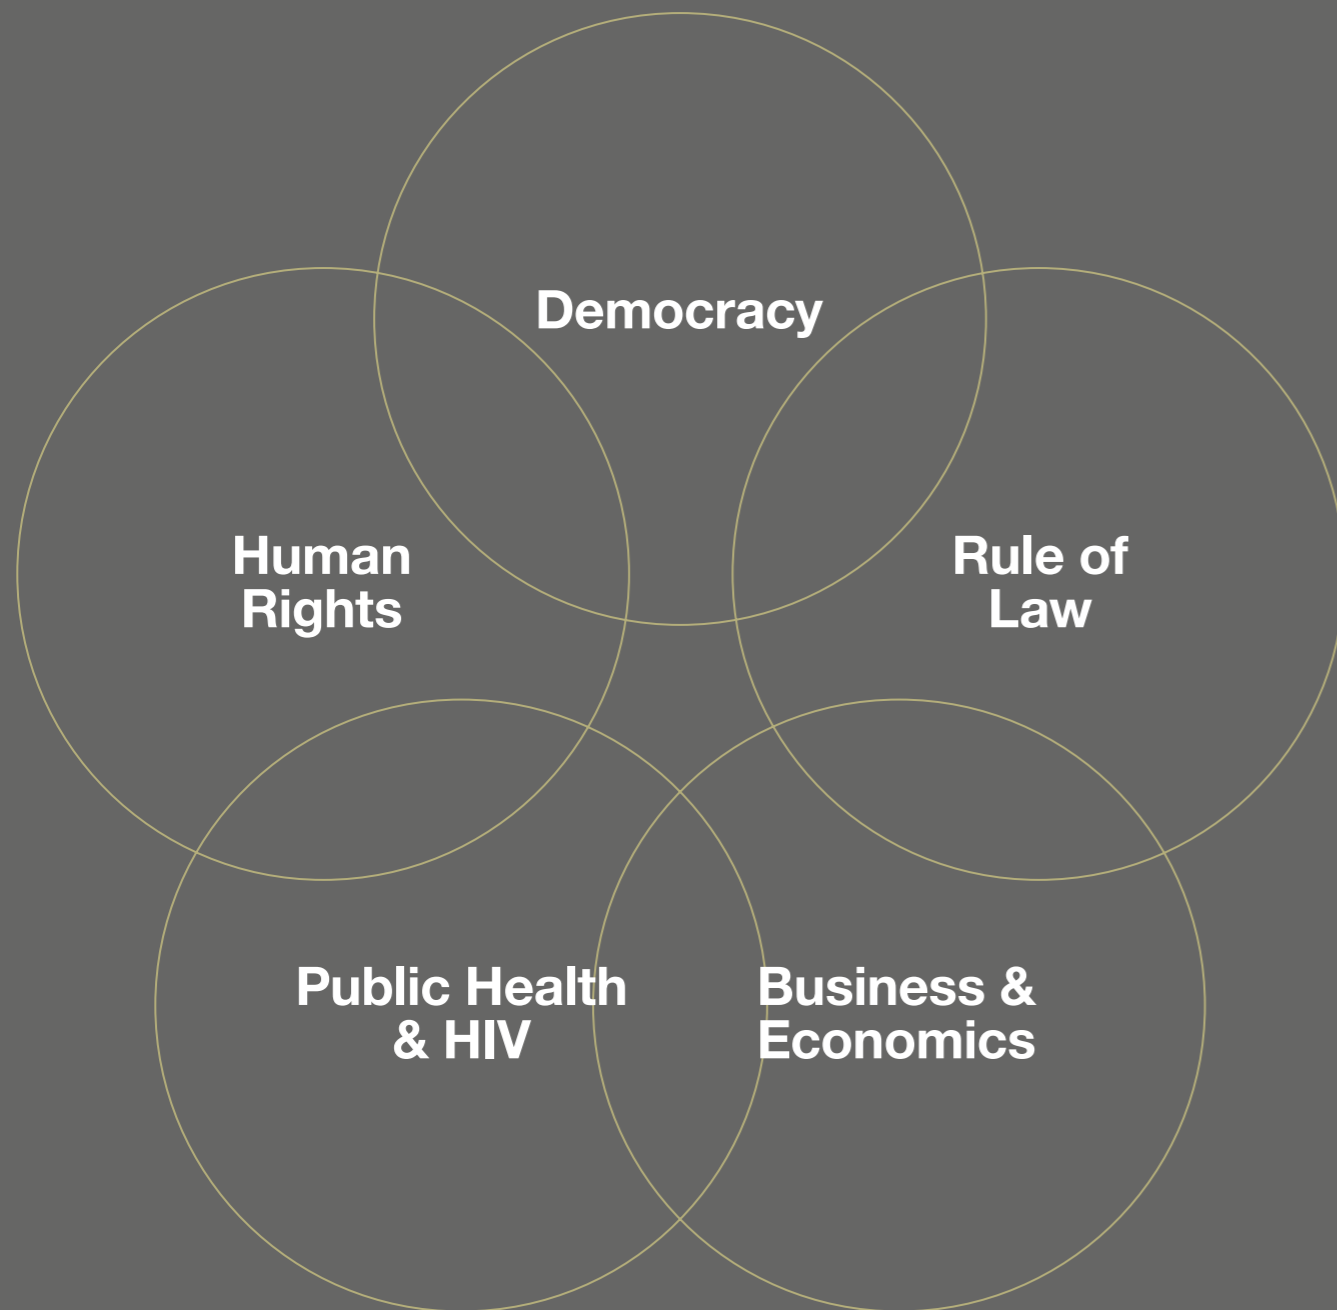 Democracy
Human
Rights
Rule of
Law
Public Health
& HIV
Business &
Economics